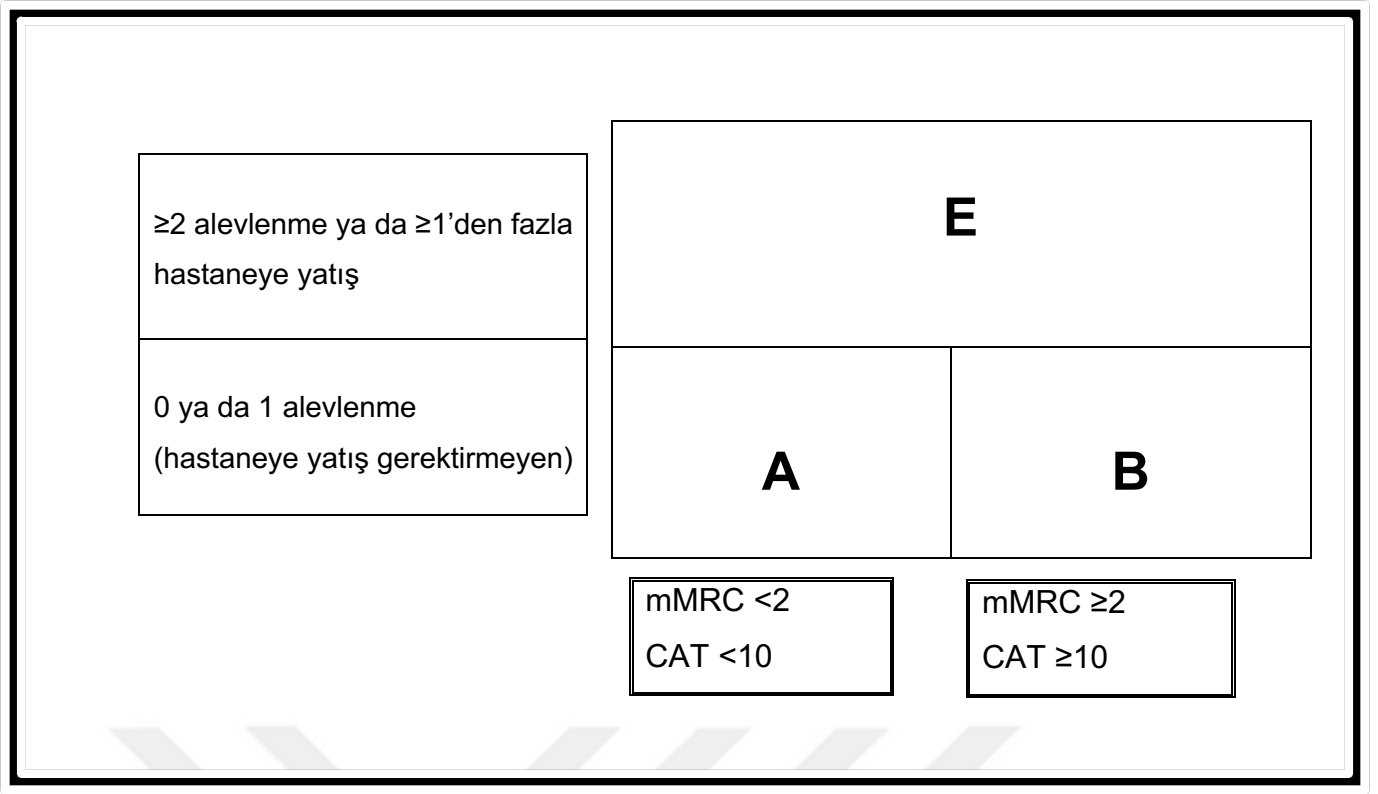 ≥2 alevlenme ya da ≥1’den fazla
hastaneye yatış
E
0 ya da 1 alevlenme
(hastaneye yatış gerektirmeyen)
A
B
mMRC <2
CAT <10
mMRC ≥2
CAT ≥10